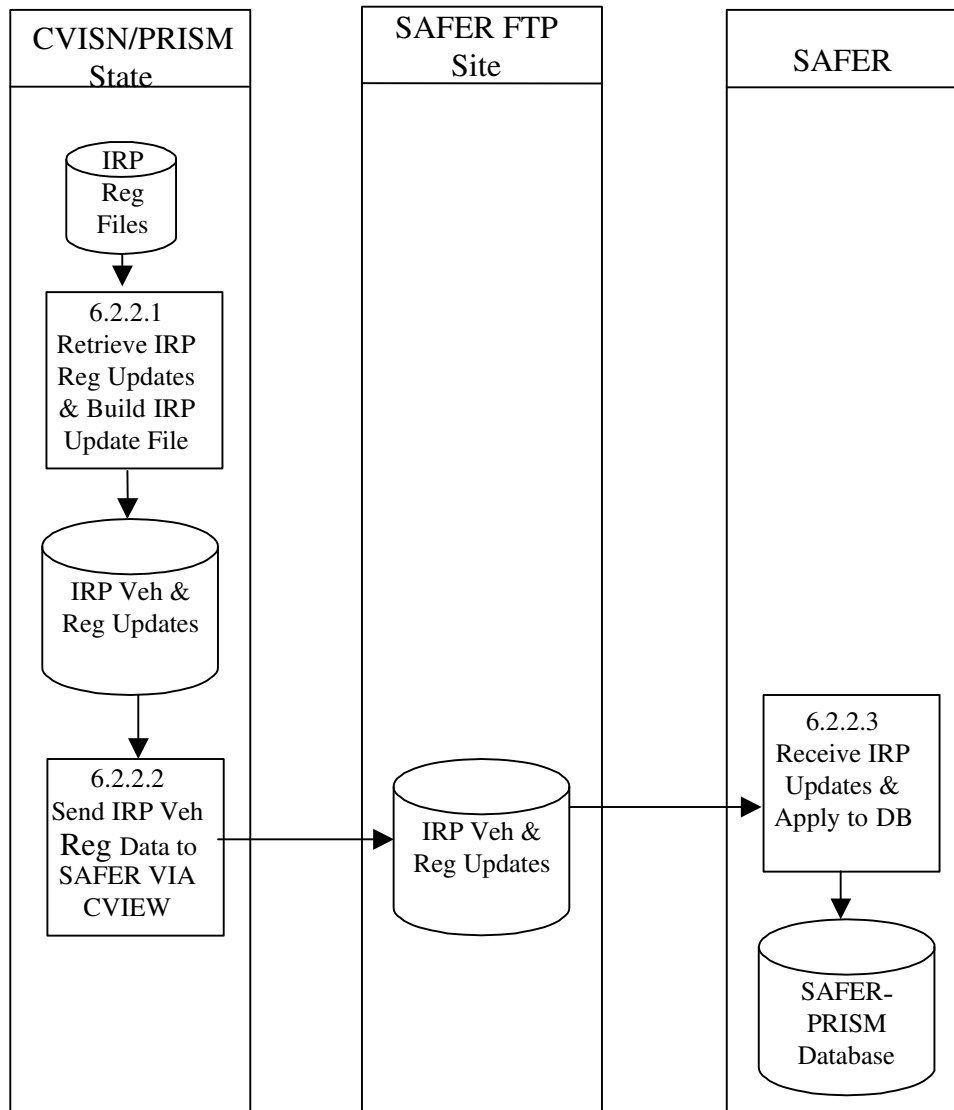 CVISN/PRISM
State
SAFER FTP
Site
SAFER
IRP
Reg
Files
6.2.2.1
Retrieve IRP
Reg Updates
& Build IRP
Update File
IRP Veh &
Reg Updates
6.2.2.2
Send IRP Veh
Reg Data to
SAFER VIA
CVIEW
IRP Veh &
Reg Updates
6.2.2.3
Receive IRP
Updates &
Apply to DB
SAFER-
PRISM
Database